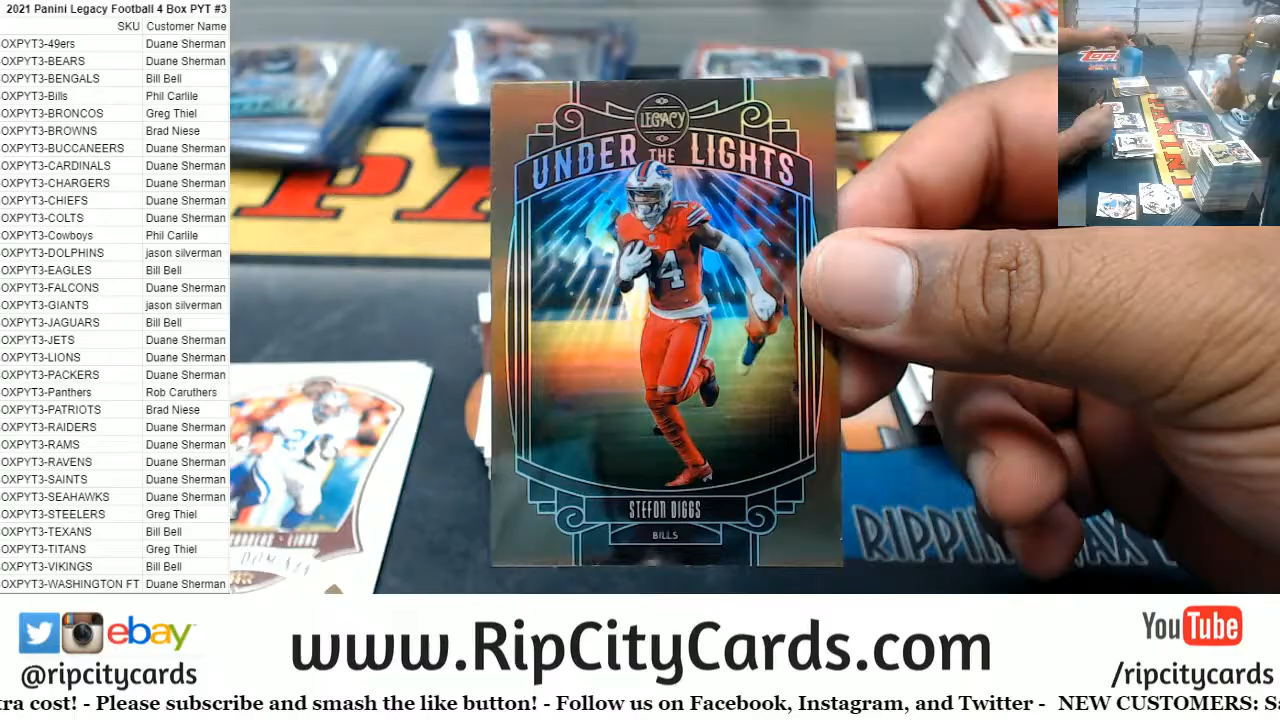 2021 Panini Legacy Football 4 Box PYT #3
SKU Customer Name
OXPYT3-49ers Duane Sherman
OXPYT3-BEARS Duane Sherman
OXPYT3-BENGALS Bill Bell
OXPYT3-Bills Phil Carlile
OXPYT3-BRONCOS Greg Thiel
OXPYT3-BROWNS Brad Niese
OXPYT3-BUCCANEERS Duane Sherman
OXPYT3-CARDINALS Duane Sherman
OXPYT3-CHARGERS Duane Sherman
OXPYT3-CHIEFS Duane Sherman
OXPYT3-COLTS Duane Sherman
OXPYT3-Cowboys Phil Carlile
OXPYT3-DOLPHINS jason silverman
OXPYT3-EAGLES Bill Bell
OXPYT3-FALCONS Duane Sherman
OXPYT3-GIANTS jason silverman
OXPYT3-JAGUARS Bill Bell
OXPYT3-JETS Duane Sherman
OXPYT3-LIONS Duane Sherman
OXPYT3-PACKERS Duane Sherman
OXPYT3-Panthers Rob Caruthers
OXPYT3-PATRIOTS Brad Niese
OXPYT3-RAIDERS Duane Sherman
OXPYT3-RAMS Duane Sherman
OXPYT3-RAVENS Duane Sherman
OXPYT3-SAINTS Duane Sherman
OXPYT3-SEAHAWKS Duane Sherman
OXPYT3-STEELERS Greg Thiel
OXPYT3-TEXANS Bill Bell
OXPYT3-TITANS Greg Thiel
OXPYT3-VIKINGS Bill Bell
OXPYT3-WASHINGTON FT Duane Sherman
LEGACY
UNDER THE LIGHTS
14
STEFON DIGGS
BILLS
PA
RIPPIN WAX
PANINI
ebay
@ripcitycards
www.RipCityCards.com
YouTube
/ripcitycards
tra cost! - Please subscribe and smash the like button! - Follow us on Facebook, Instagram, and Twitter - NEW CUSTOMERS: S